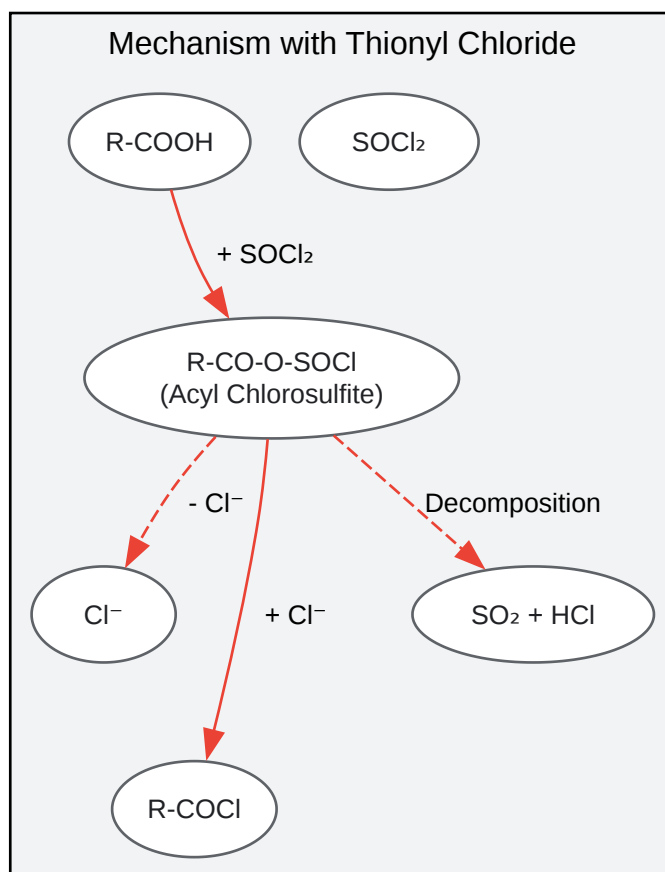 Mechanism with Thionyl Chloride
R-COOH
SOCl₂
+ SOCl₂
R-CO-O-SOCl
(Acyl Chlorosulfite)
- Cl⁻
Decomposition
Cl⁻
+ Cl⁻
SO₂ + HCl
R-COCl